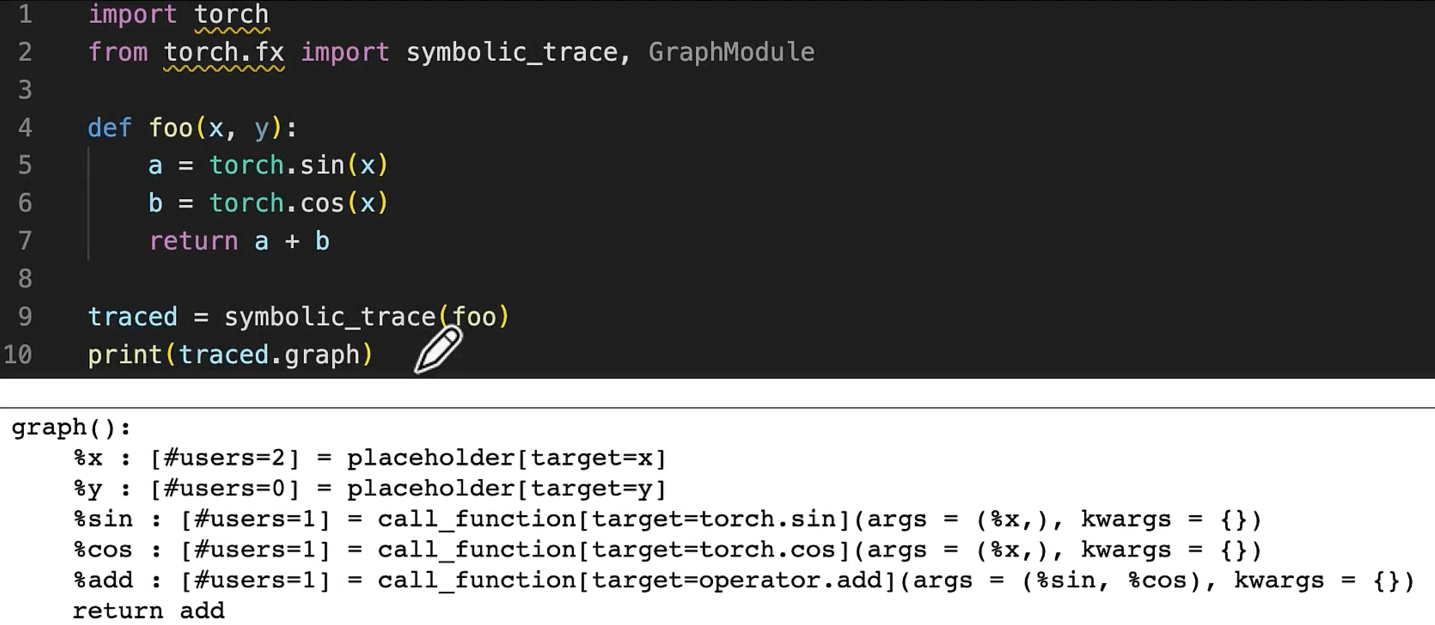 1 import torch
2 from torch.fx import symbolic_trace, GraphModule
3
4 def foo(x, y):
5     a = torch.sin(x)
6     b = torch.cos(x)
7     return a + b
8
9 traced = symbolic_trace(foo)
10 print(traced.graph)
graph():
    %x : [#users=2] = placeholder[target=x]
    %y : [#users=0] = placeholder[target=y]
    %sin : [#users=1] = call_function[target=torch.sin](args = (%x,), kwargs = {})
    %cos : [#users=1] = call_function[target=torch.cos](args = (%x,), kwargs = {})
    %add : [#users=1] = call_function[target=operator.add](args = (%sin, %cos), kwargs = {})
    return add